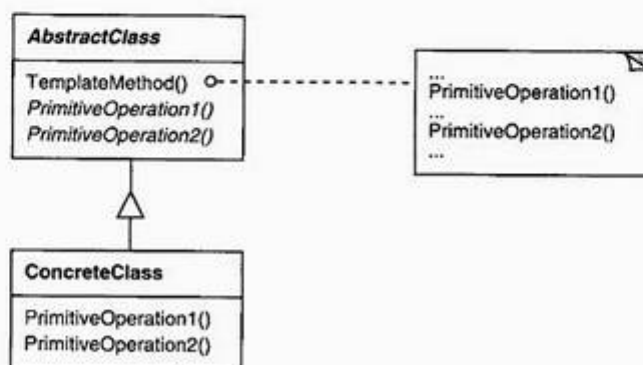 AbstractClass
TemplateMethod()
PrimitiveOperation1()
PrimitiveOperation2()
...
PrimitiveOperation1()
...
PrimitiveOperation2()
...
ConcreteClass
PrimitiveOperation1()
PrimitiveOperation2()